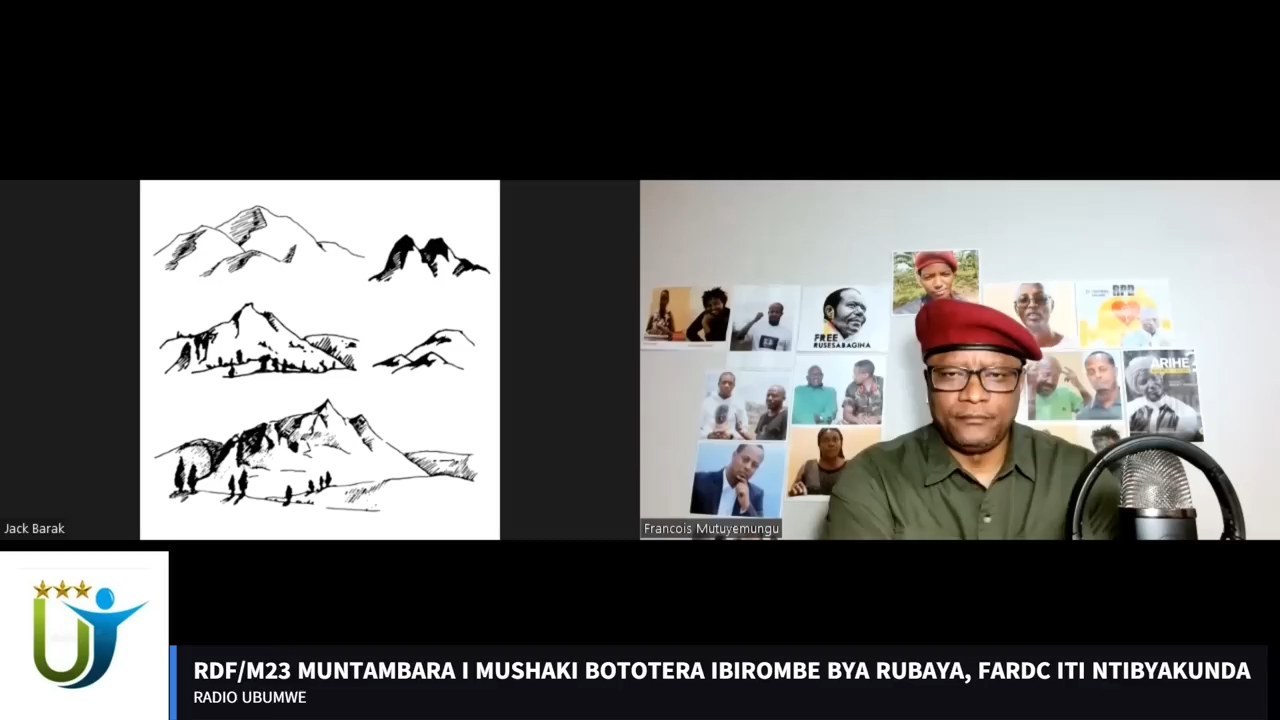 RPD
FREE
RUSESABAGINA
ARIHE
Jack Barak
Francois Mutuyemungu
RDF/M23 MUNTAMBARA I MUSHAKI BOTOTERA IBIROMBE BYA RUBAYA, FARDC ITI NTIBYAKUNDA
RADIO UBUMWE